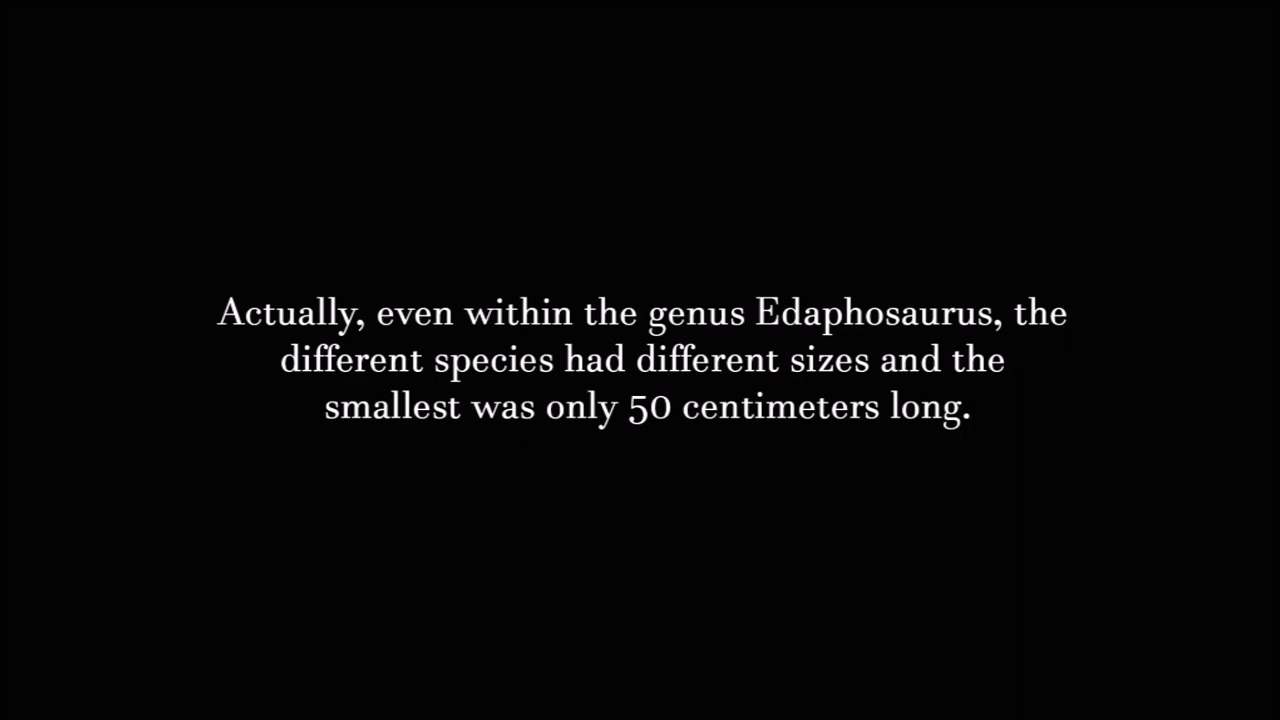 Actually, even within the genus Edaphosaurus, the
different species had different sizes and the
smallest was only 50 centimeters long.